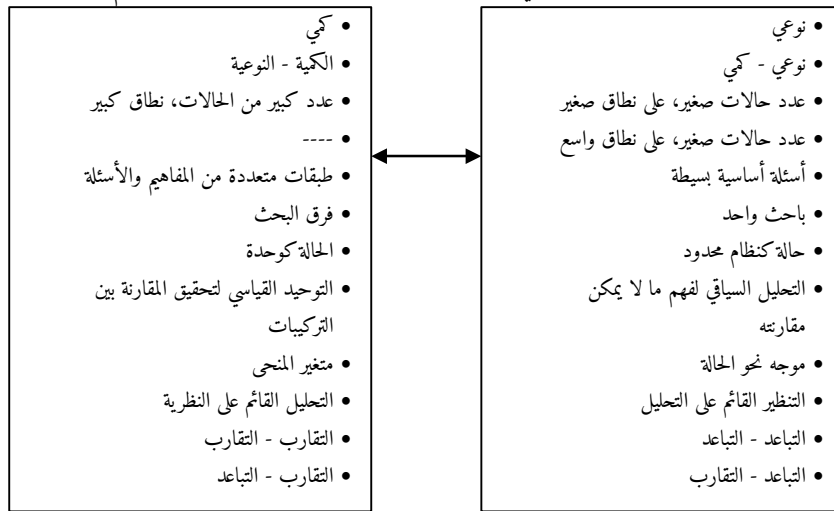 • نوعي
• نوعي - كمي
• عدد حالات صغير، على نطاق صغير
• عدد حالات صغير، على نطاق واسع
• أسئلة أساسية بسيطة
• باحث واحد
• حالة كنظام محدود
• التحليل السياقي لفهم ما لا يمكن
مقارنته
• موجه نحو الحالة
• التنظير القائم على التحليل
• التباعد - التباعد
• التباعد - التقارب
• كمي
• الكمية - النوعية
• عدد كبير من الحالات، نطاق كبير
• ----
• طبقات متعددة من المفاهيم والأسئلة
• فرق البحث
• الحالة كوحدة
• التوحيد القياسي لتحقيق المقارنة بين
التركيبات
• متغير المنحى
• التحليل القائم على النظرية
• التقارب - التقارب
• التقارب - التباعد